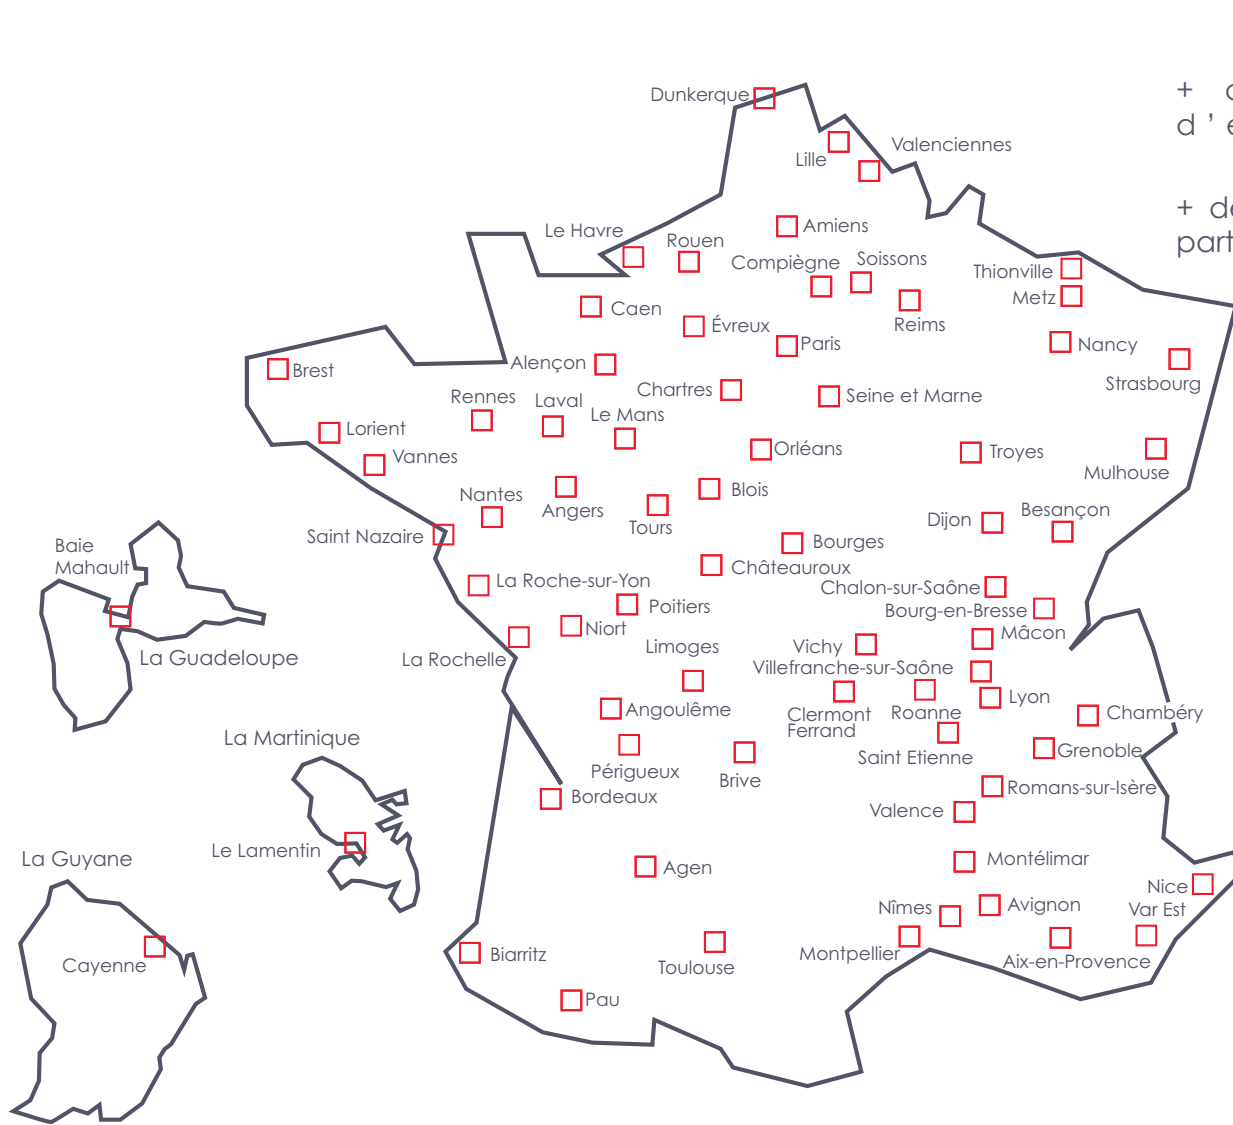 +
d'
+ de
part
Dunkerque
Lille
Valenciennes
Amiens
Le Havre
Rouen
Compiègne
Soissons
Thionville
Metz
Reims
Caen
Évreux
Paris
Nancy
Strasbourg
Brest
Alençon
Chartres
Seine et Marne
Rennes
Laval
Le Mans
Lorient
Vannes
Orléans
Troyes
Mulhouse
Nantes
Angers
Tours
Blois
Dijon
Besançon
Saint Nazaire
Bourges
Châteauroux
Baie
Mahault
La Guadeloupe
La Roche-sur-Yon
Poitiers
Niort
La Rochelle
Chalon-sur-Saône
Bourg-en-Bresse
Mâcon
Limoges
Vichy
Villefranche-sur-Saône
Lyon
Clermont
Ferrand
Roanne
Chambéry
Angoulême
Saint Etienne
Grenoble
La Martinique
Périgueux
Brive
Bordeaux
Romans-sur-Isère
Valence
Le Lamentin
La Guyane
Agen
Montélimar
Nice
Var Est
Nîmes
Avignon
Cayenne
Biarritz
Toulouse
Montpellier
Aix-en-Provence
Pau